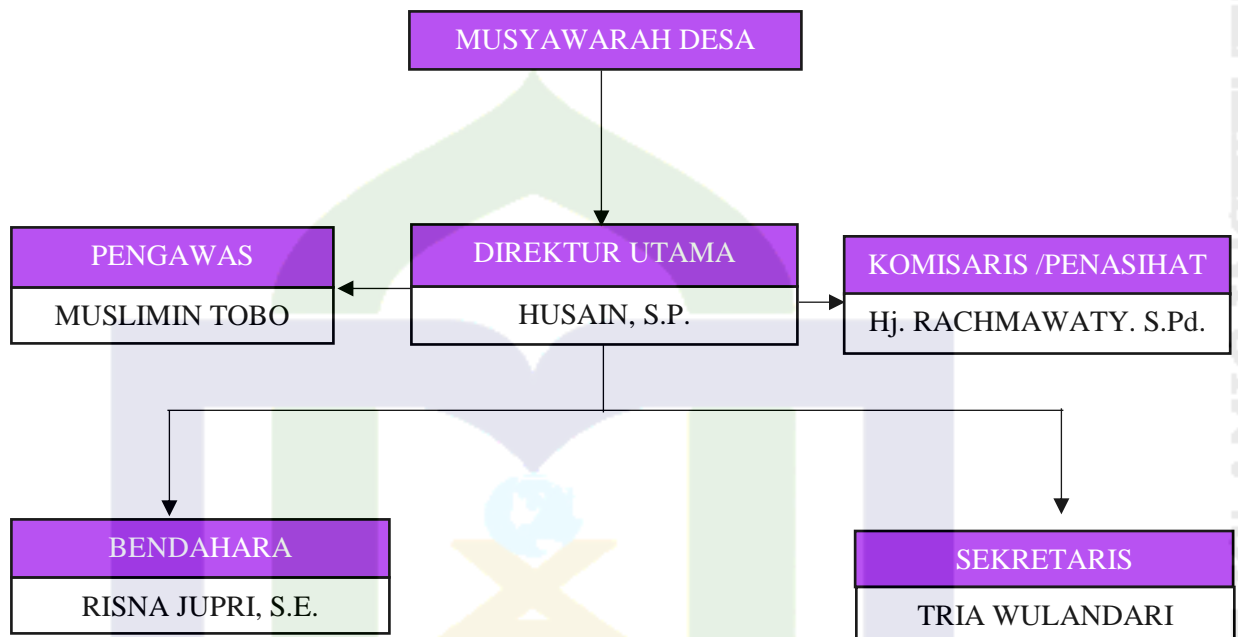 MUSYAWARAH DESA
PENGAWAS
MUSLIMIN TOBO
DIREKTUR UTAMA
HUSAIN, S.P.
KOMISARIS /PENASIHAT
Hj. RACHMAWATY. S.Pd.
BENDAHARA
RISNA JUPRI, S.E.
SEKRETARIS
TRIA WULANDARI